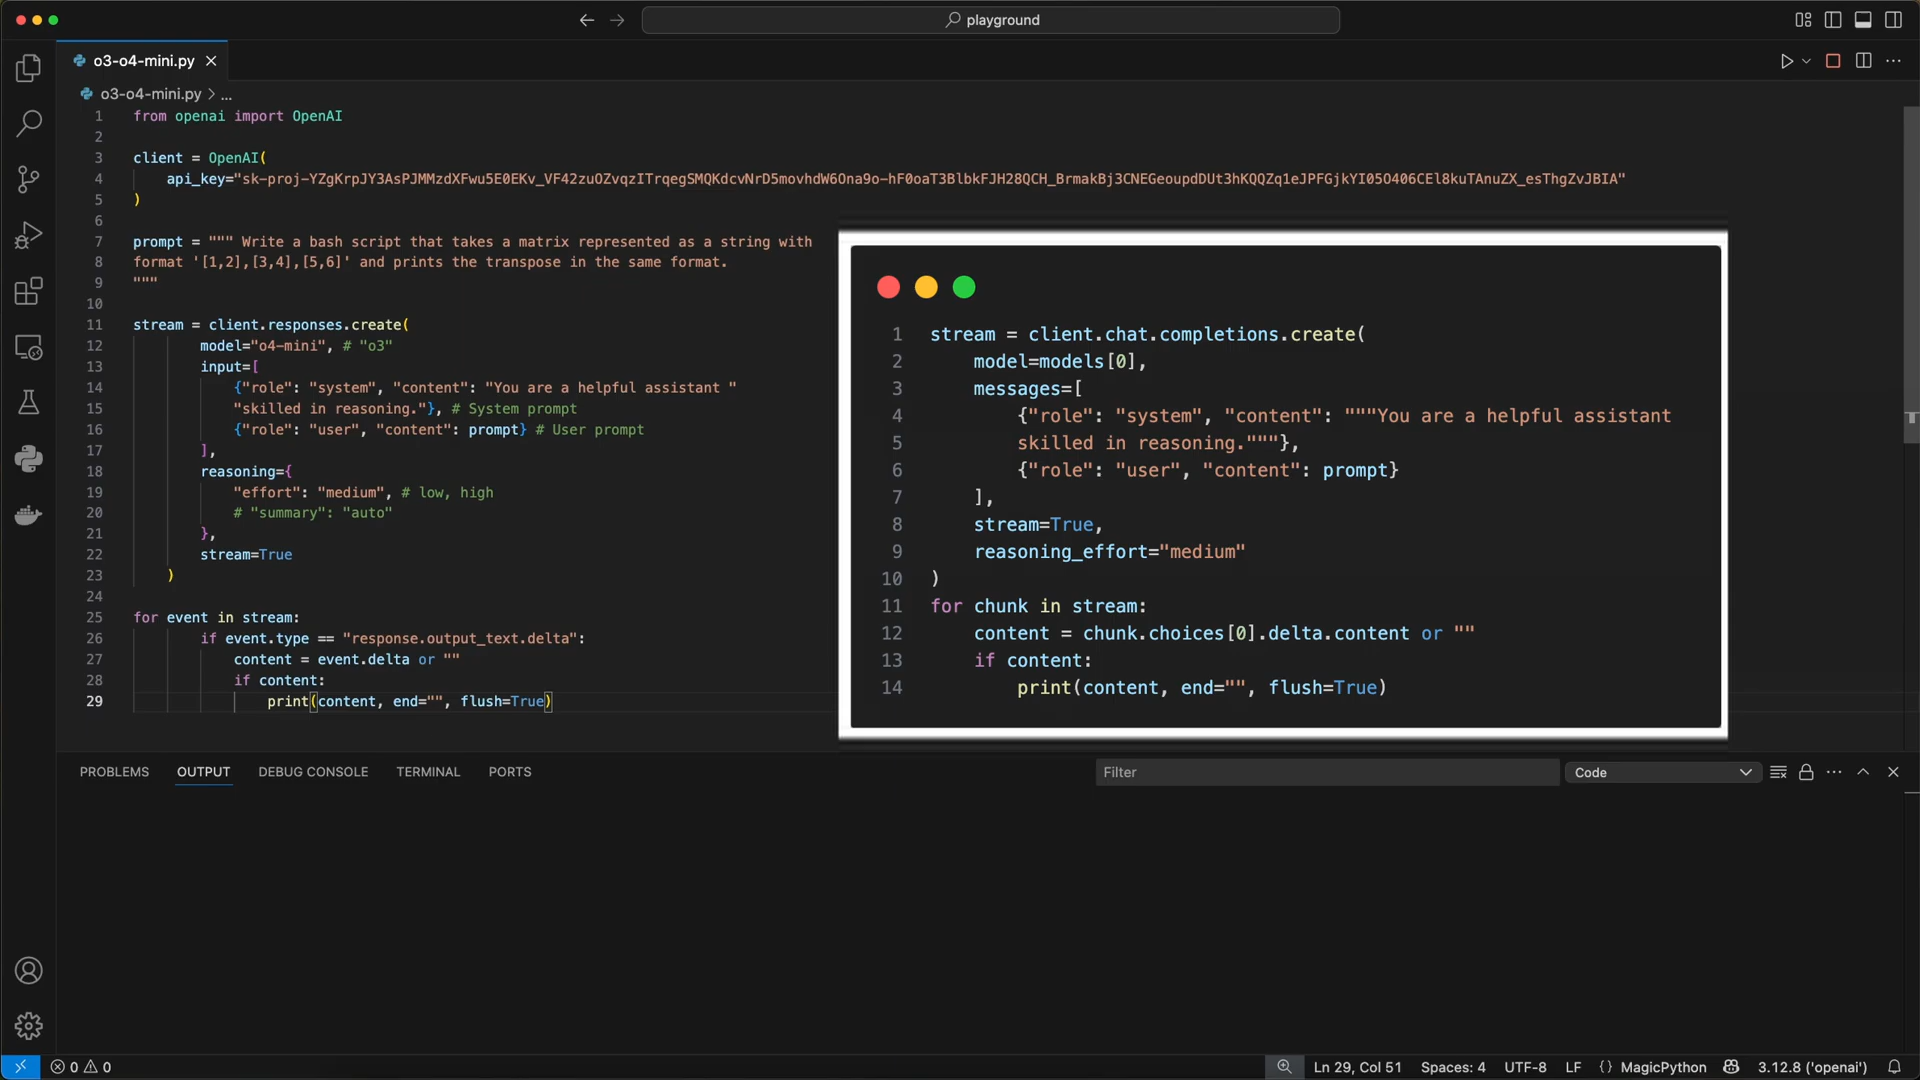 playground
o3-o4-mini.py
o3-o4-mini.py > ...
1 from openai import OpenAI
2
3 client = OpenAI(
4 api_key=
5 )
6
7 prompt = """ Write a bash script that takes a matrix represented as a string with
8 format '[1,2],[3,4],[5,6]' and prints the transpose in the same format.
9 """
10
11 stream = client.responses.create(
12 model="o4-mini", # "o3"
13 input=[
14 {"role": "system", "content": "You are a helpful assistant "
15 "skilled in reasoning."}, # System prompt
16 {"role": "user", "content": prompt} # User prompt
17 ],
18 reasoning={
19 "effort": "medium", # low, high
20 # "summary": "auto"
21 },
22 stream=True
23 )
24
25 for event in stream:
26 if event.type == "response.output_text.delta":
27 content = event.delta or ""
28 if content:
29 print(content, end="", flush=True)
1 stream = client.chat.completions.create(
2 model=models[0],
3 messages=[
4 {"role": "system", "content": """You are a helpful assistant
5 skilled in reasoning."""},
6 {"role": "user", "content": prompt}
7 ],
8 stream=True,
9 reasoning_effort="medium"
10 )
11 for chunk in stream:
12 content = chunk.choices[0].delta.content or ""
13 if content:
14 print(content, end="", flush=True)
PROBLEMS OUTPUT DEBUG CONSOLE TERMINAL PORTS Filter Code
0 0 Ln 29, Col 51 Spaces: 4 UTF-8 LF {} MagicPython 3.12.8 ('openai')